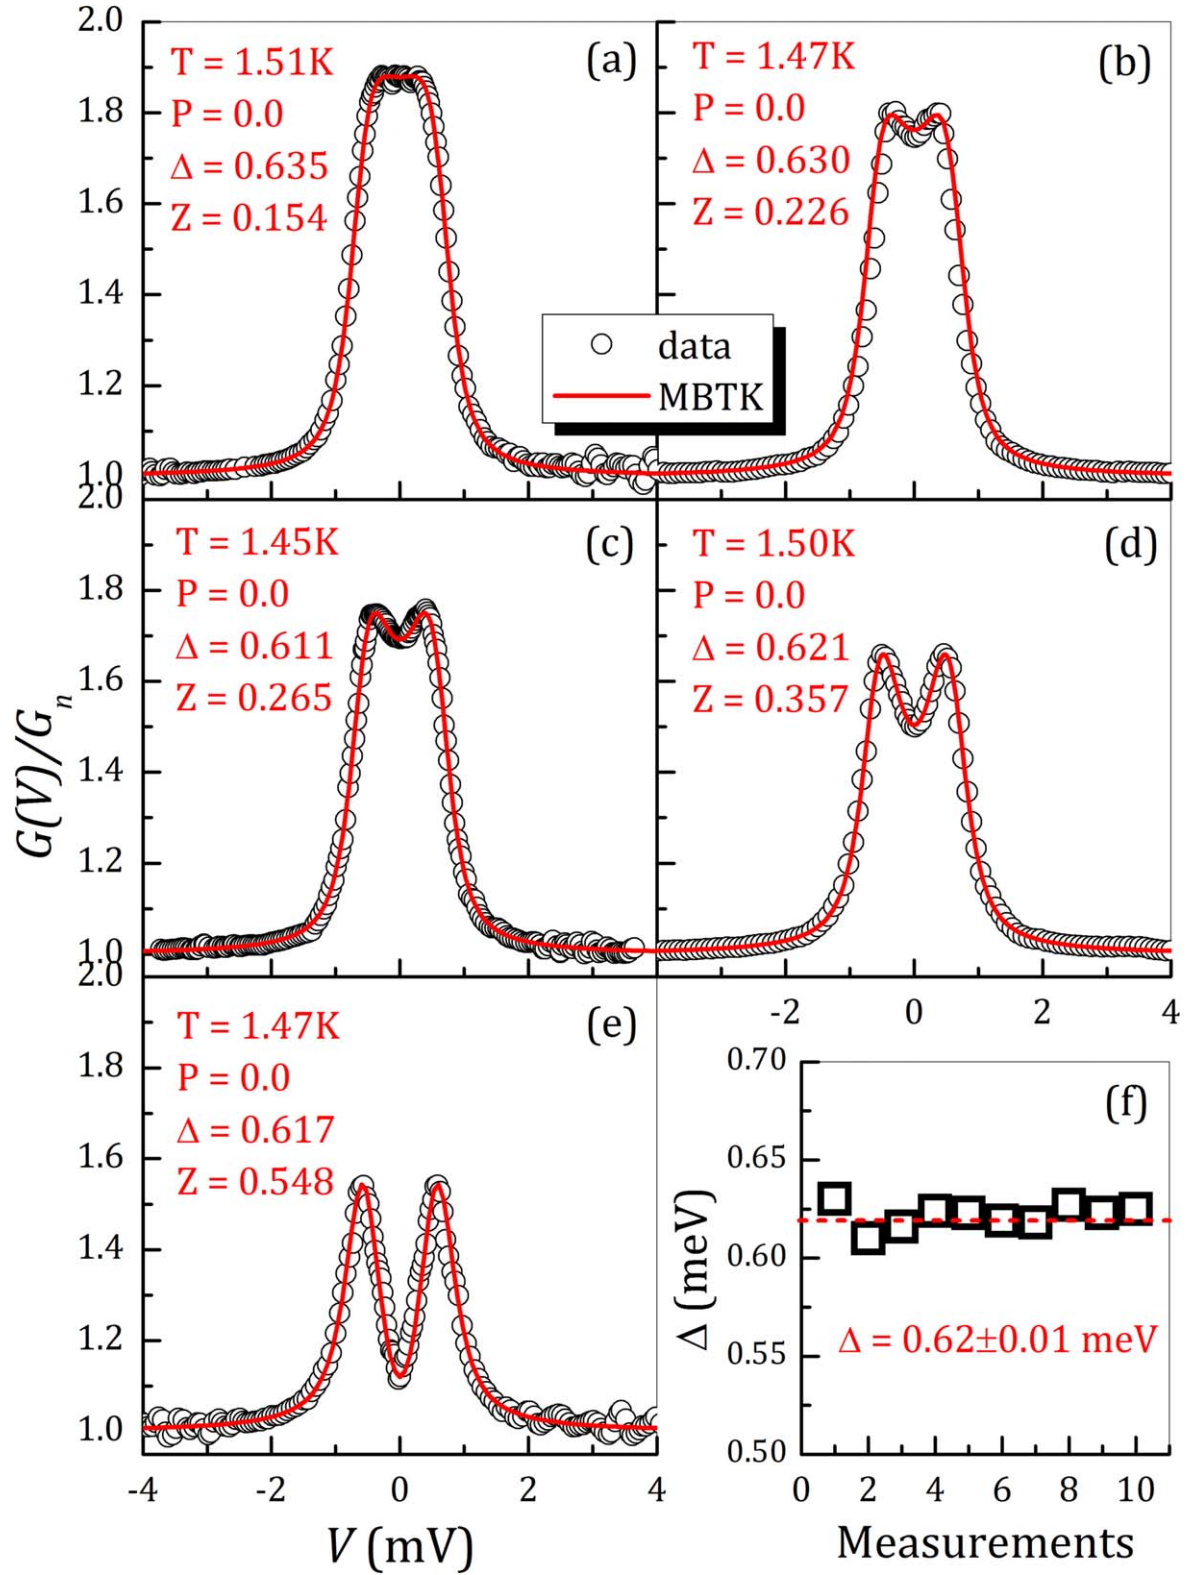 2.0
1.8
1.6
1.4
1.2
1.0
T = 1.51K
P = 0.0
Δ = 0.635
Z = 0.154
(a)
T = 1.47K
P = 0.0
Δ = 0.630
Z = 0.226
(b)
data
MBTK
2.0
1.8
1.6
1.4
1.2
1.0
T = 1.45K
P = 0.0
Δ = 0.611
Z = 0.265
(c)
T = 1.50K
P = 0.0
Δ = 0.621
Z = 0.357
(d)
-2 0 2 4
G(V)/Gn
2.0
1.8
1.6
1.4
1.2
1.0
T = 1.47K
P = 0.0
Δ = 0.617
Z = 0.548
(e)
-4 -2 0 2 4
V (mV)
0.70
0.65
0.60
0.55
0.50
Δ (meV)
(f)
Δ = 0.62±0.01 meV
0 2 4 6 8 10
Measurements